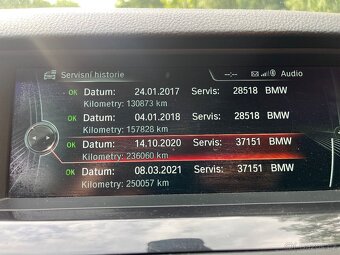 Servisní historie --:-- Audio
OK Datum: 24.01.2017 Servis: 28518 BMW
Kilometry: 130873 km
OK Datum: 04.01.2018 Servis: 28518 BMW
Kilometry: 157828 km
OK Datum: 14.10.2020 Servis: 37151 BMW
Kilometry: 236060 km
OK Datum: 08.03.2021 Servis: 37151 BMW
Kilometry: 250057 km